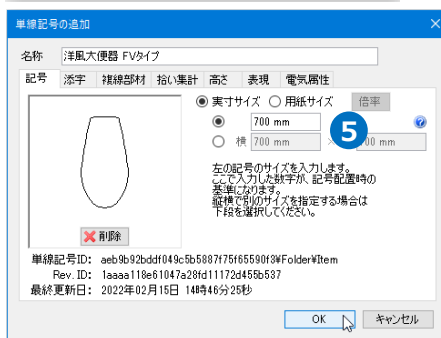 単線記号の追加
名称 洋風大便器 FVタイプ
記号 添字 複線部材 拾い集計 高さ 表現 電気属性
実寸サイズ 用紙サイズ 倍率
700 mm
5
横 700 mm × 00 mm
左の記号のサイズを入力します。
ここで入力した数字が、記号配置時の
基準になります。
縦横で別のサイズを指定する場合は
下段を選択してください。
削除
単線記号ID: aeb9b92bddf049c5b5887f75f65590f3¥Folder¥Item
Rev. ID: 1aaaa118e61047a28fd11172d455b537
最終更新日: 2022年02月15日 14時46分25秒
OK キャンセル